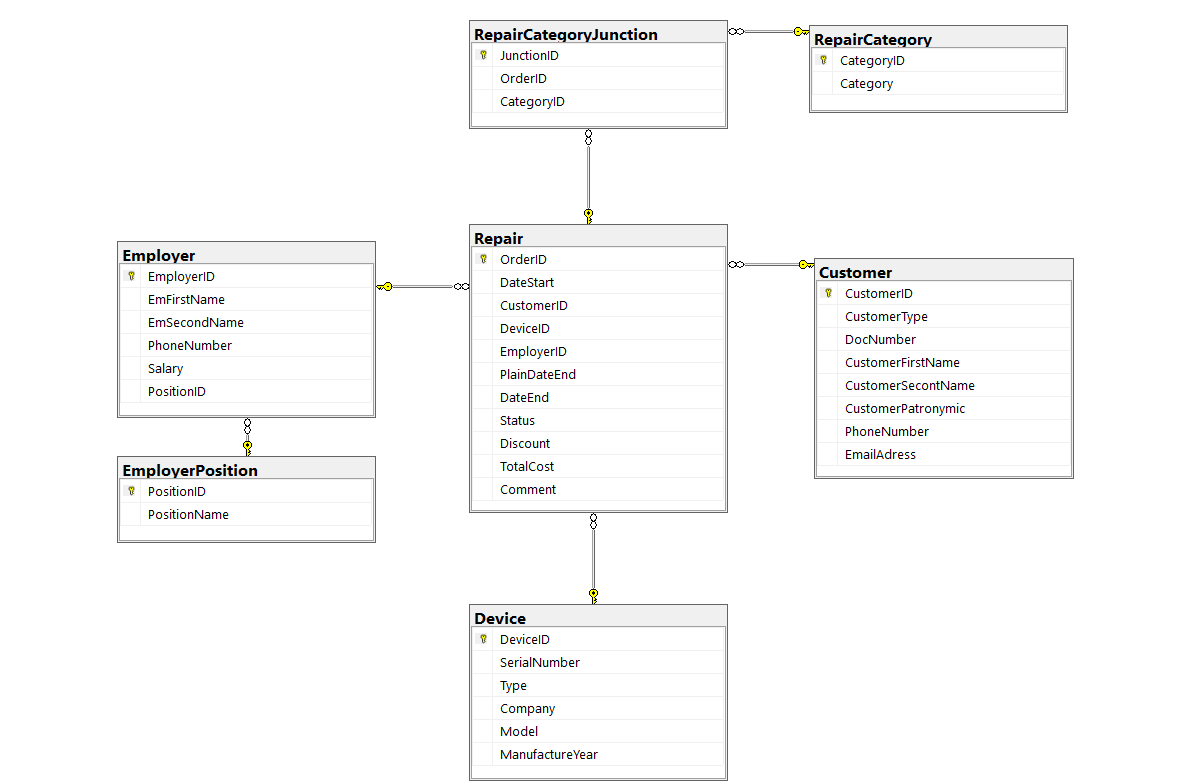 RepairCategoryJunction
JunctionID
OrderID
CategoryID
RepairCategory
CategoryID
Category
Employer
EmployerID
EmFirstName
EmSecondName
PhoneNumber
Salary
PositionID
EmployerPosition
PositionID
PositionName
Repair
OrderID
DateStart
CustomerID
DeviceID
EmployerID
PlainDateEnd
DateEnd
Status
Discount
TotalCost
Comment
Customer
CustomerID
CustomerType
DocNumber
CustomerFirstName
CustomerSecontName
CustomerPatronymic
PhoneNumber
EmailAdress
Device
DeviceID
SerialNumber
Type
Company
Model
ManufactureYear